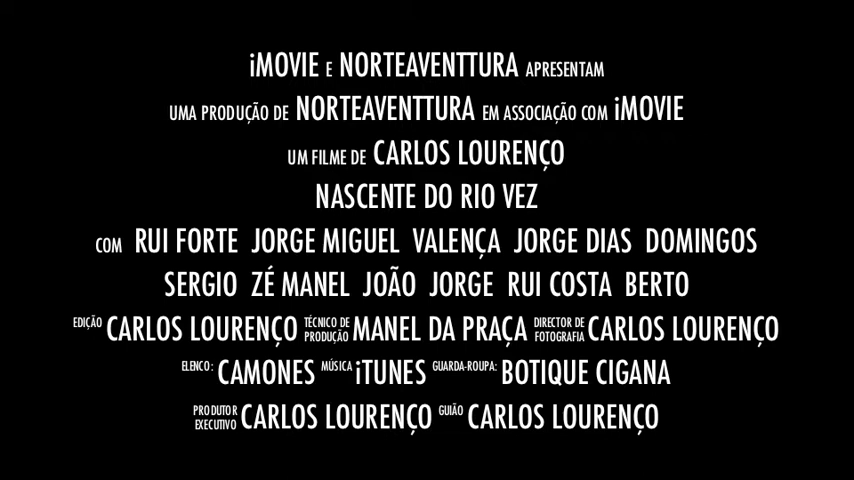 iMOVIE E NORTEAVENTTURA APRESENTAM
UMA PRODUÇÃO DE NORTEAVENTTURA EM ASSOCIAÇÃO COM iMOVIE
UM FILME DE CARLOS LOURENÇO
NASCENTE DO RIO VEZ
COM RUI FORTE JORGE MIGUEL VALENÇA JORGE DIAS DOMINGOS
SERGIO ZÉ MANEL JOÃO JORGE RUI COSTA BERTO
EDIÇÃO CARLOS LOURENÇO TÉCNICO DE PRODUÇÃO MANEL DA PRAÇA DIRECTOR DE FOTOGRAFIA CARLOS LOURENÇO
ELENCO: CAMONES MÚSICA iTUNES GUARDA-ROUPA: BOTIQUE CIGANA
PRODUTOR EXECUTIVO CARLOS LOURENÇO GUIÃO CARLOS LOURENÇO